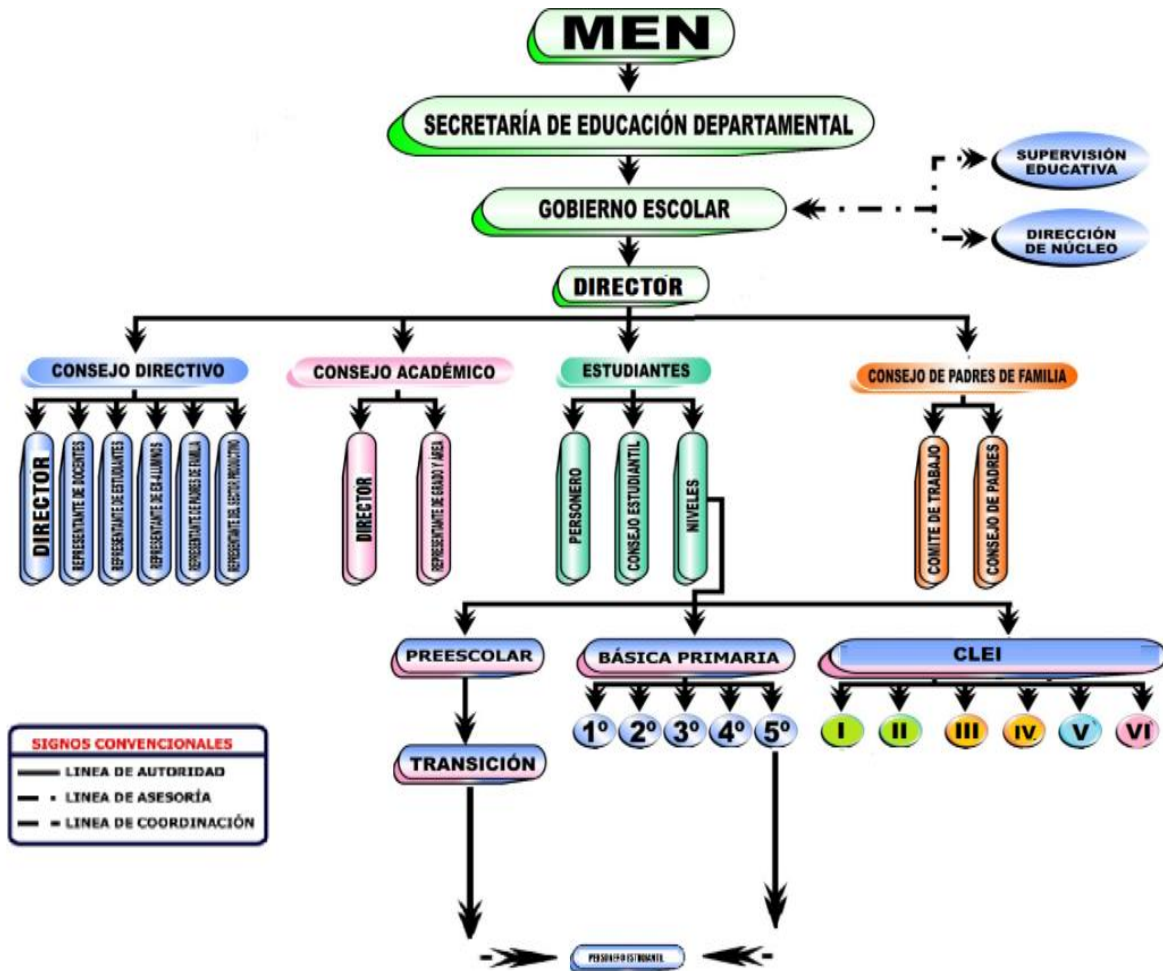 MEN
SECRETARÍA DE EDUCACIÓN DEPARTAMENTAL
SUPERVISIÓN
EDUCATIVA
GOBIERNO ESCOLAR
DIRECCIÓN
DE NÚCLEO
DIRECTOR
CONSEJO DIRECTIVO
CONSEJO ACADÉMICO
ESTUDIANTES
CONSEJO DE PADRES DE FAMILIA
DIRECTOR
REPRESENTANTE DE DOCENTES
REPRESENTANTE DE ESTUDIANTES
REPRESENTANTE DE EX-ALUMNOS
REPRESENTANTE DE PADRES DE FAMILIA
REPRESENTANTE DEL SECTOR PRODUCTIVO
DIRECTOR
REPRESENTANTE DE GRADO Y ÁREA
PERSONERO
CONSEJO ESTUDIANTIL
NIVELES
COMITE DE TRABAJO
CONSEJO DE PADRES
PREESCOLAR
BÁSICA PRIMARIA
CLEI
1º 2º 3º 4º 5º
I II III IV V VI
TRANSICIÓN
SIGNOS CONVENCIONALES
LINEA DE AUTORIDAD
LINEA DE ASESORÍA
LINEA DE COORDINACIÓN
PERSONERO ESTUDIANTIL